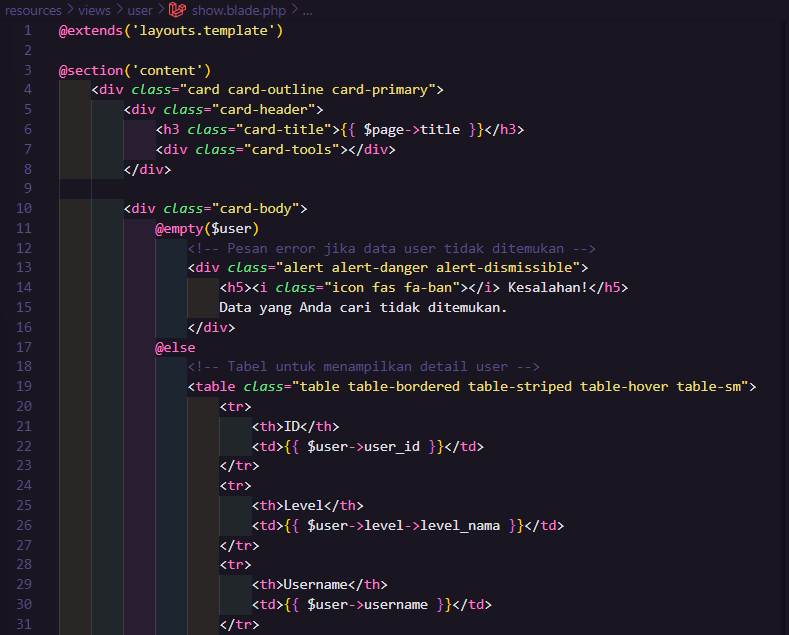 resources > views > user > show.blade.php > ...
1 @extends('layouts.template')
2
3 @section('content')
4 <div class="card card-outline card-primary">
5 <div class="card-header">
6 <h3 class="card-title">{{ $page->title }}</h3>
7 <div class="card-tools"></div>
8 </div>
9
10 <div class="card-body">
11 @empty($user)
12 <!-- Pesan error jika data user tidak ditemukan -->
13 <div class="alert alert-danger alert-dismissible">
14 <h5><i class="icon fas fa-ban"></i> Kesalahan!</h5>
15 Data yang Anda cari tidak ditemukan.
16 </div>
17 @else
18 <!-- Tabel untuk menampilkan detail user -->
19 <table class="table table-bordered table-striped table-hover table-sm">
20 <tr>
21 <th>ID</th>
22 <td>{{ $user->user_id }}</td>
23 </tr>
24 <tr>
25 <th>Level</th>
26 <td>{{ $user->level->level_nama }}</td>
27 </tr>
28 <tr>
29 <th>Username</th>
30 <td>{{ $user->username }}</td>
31 </tr>